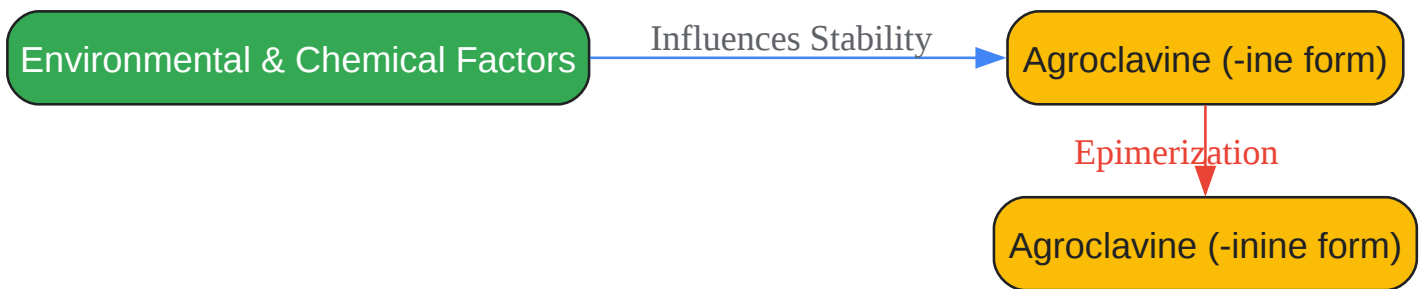 Environmental & Chemical Factors
Influences Stability
Agroclavine (-ine form)
Epimerization
Agroclavine (-inine form)